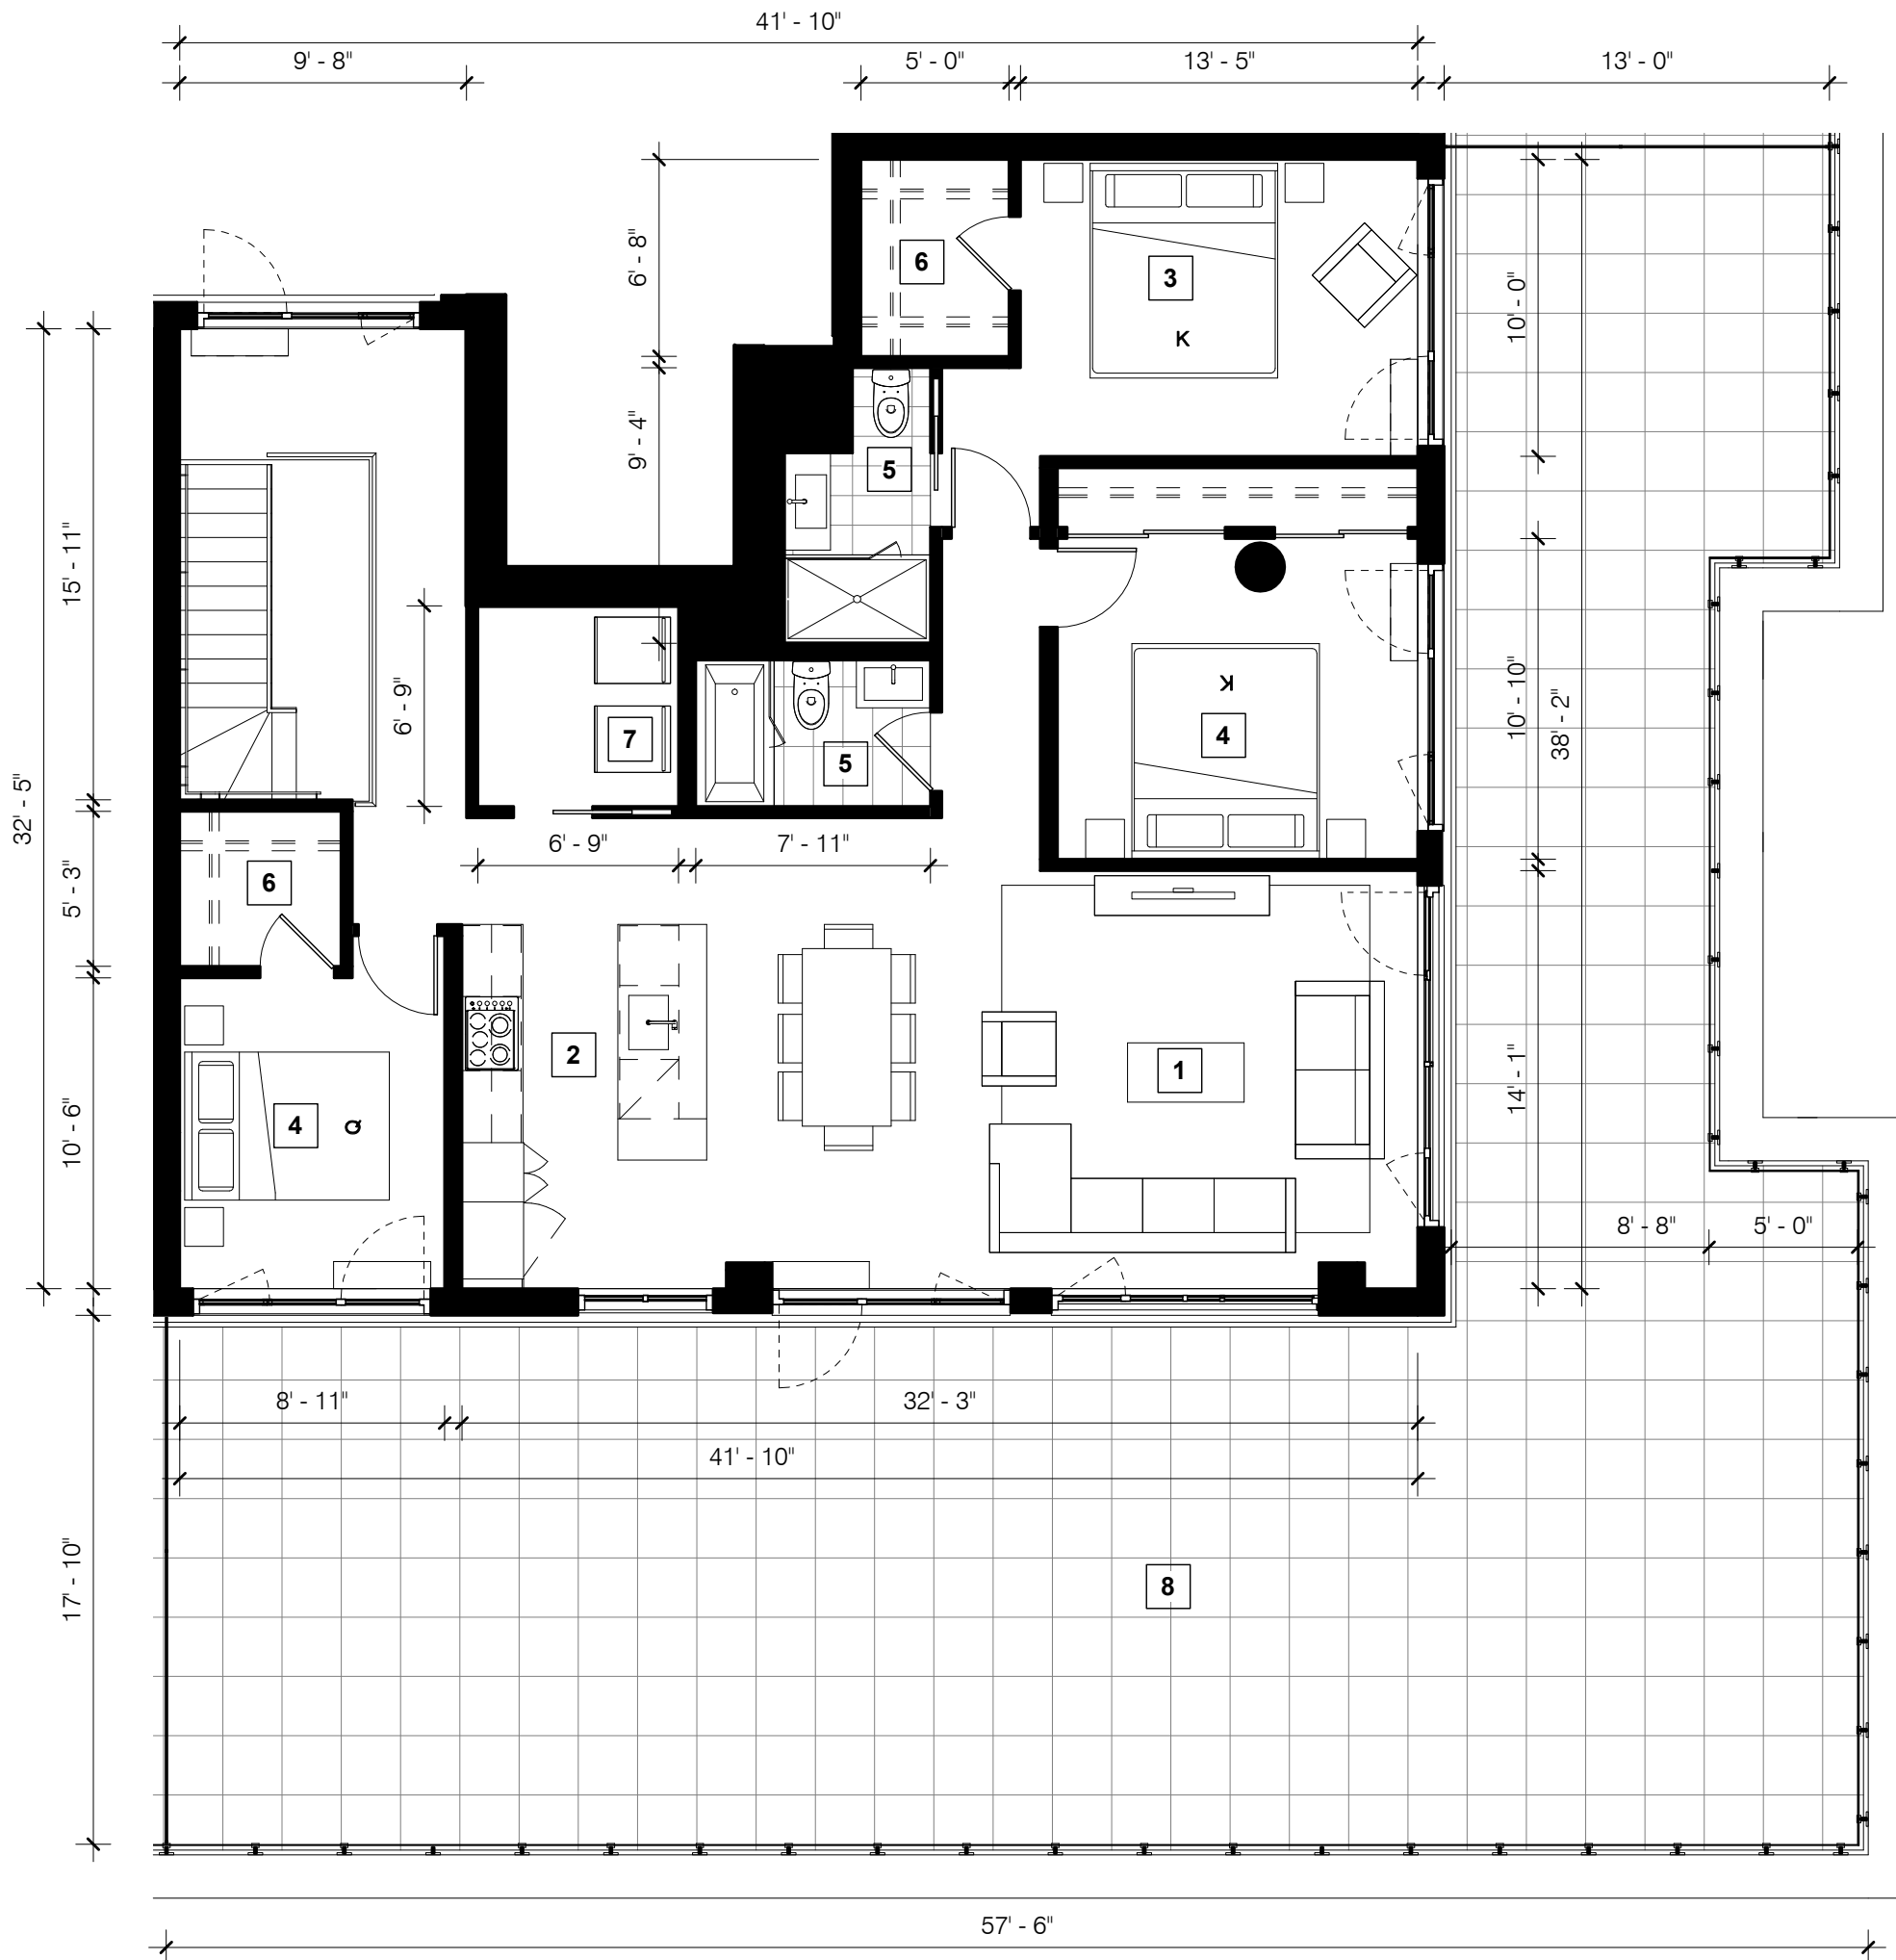 41' - 10"
9' - 8"
5' - 0"
13' - 5"
13' - 0"
6' - 8"
6
3
K
10' - 0"
9' - 4"
5
15' - 11"
32' - 5"
6' - 9"
7
5
K
4
10' - 10"
38' - 2"
6' - 9"
7' - 11"
5' - 3"
6
2
1
14' - 1"
10' - 6"
4
Q
8' - 8"
5' - 0"
8' - 11"
32' - 3"
41' - 10"
17' - 10"
8
57' - 6"